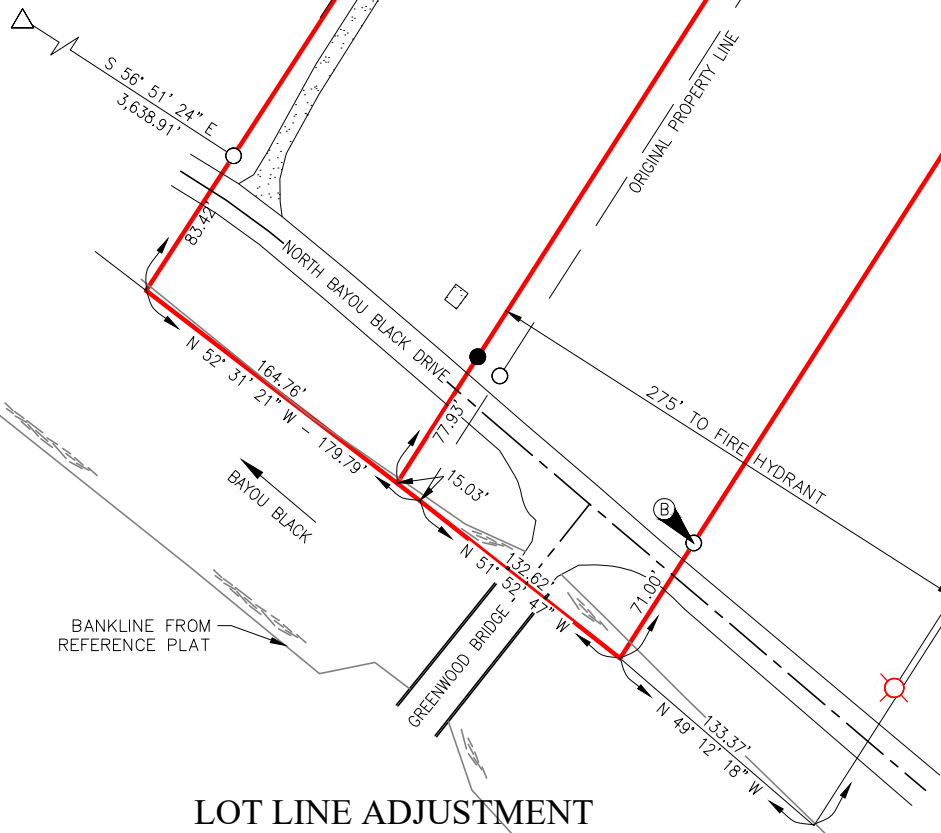 S 56° 51' 24" E
3,638.91'
ORIGINAL PROPERTY LINE
83.42'
NORTH BAYOU BLACK DRIVE
164.76'
N 52° 31' 21" W – 179.79'
77.93'
275' TO FIRE HYDRANT
15.03'
BAYOU BLACK
B
132.62'
N 51° 52' 47" W
71.00'
BANKLINE FROM
REFERENCE PLAT
GREENWOOD BRIDGE
133.37'
N 49° 12' 18" W
LOT LINE ADJUSTMENT